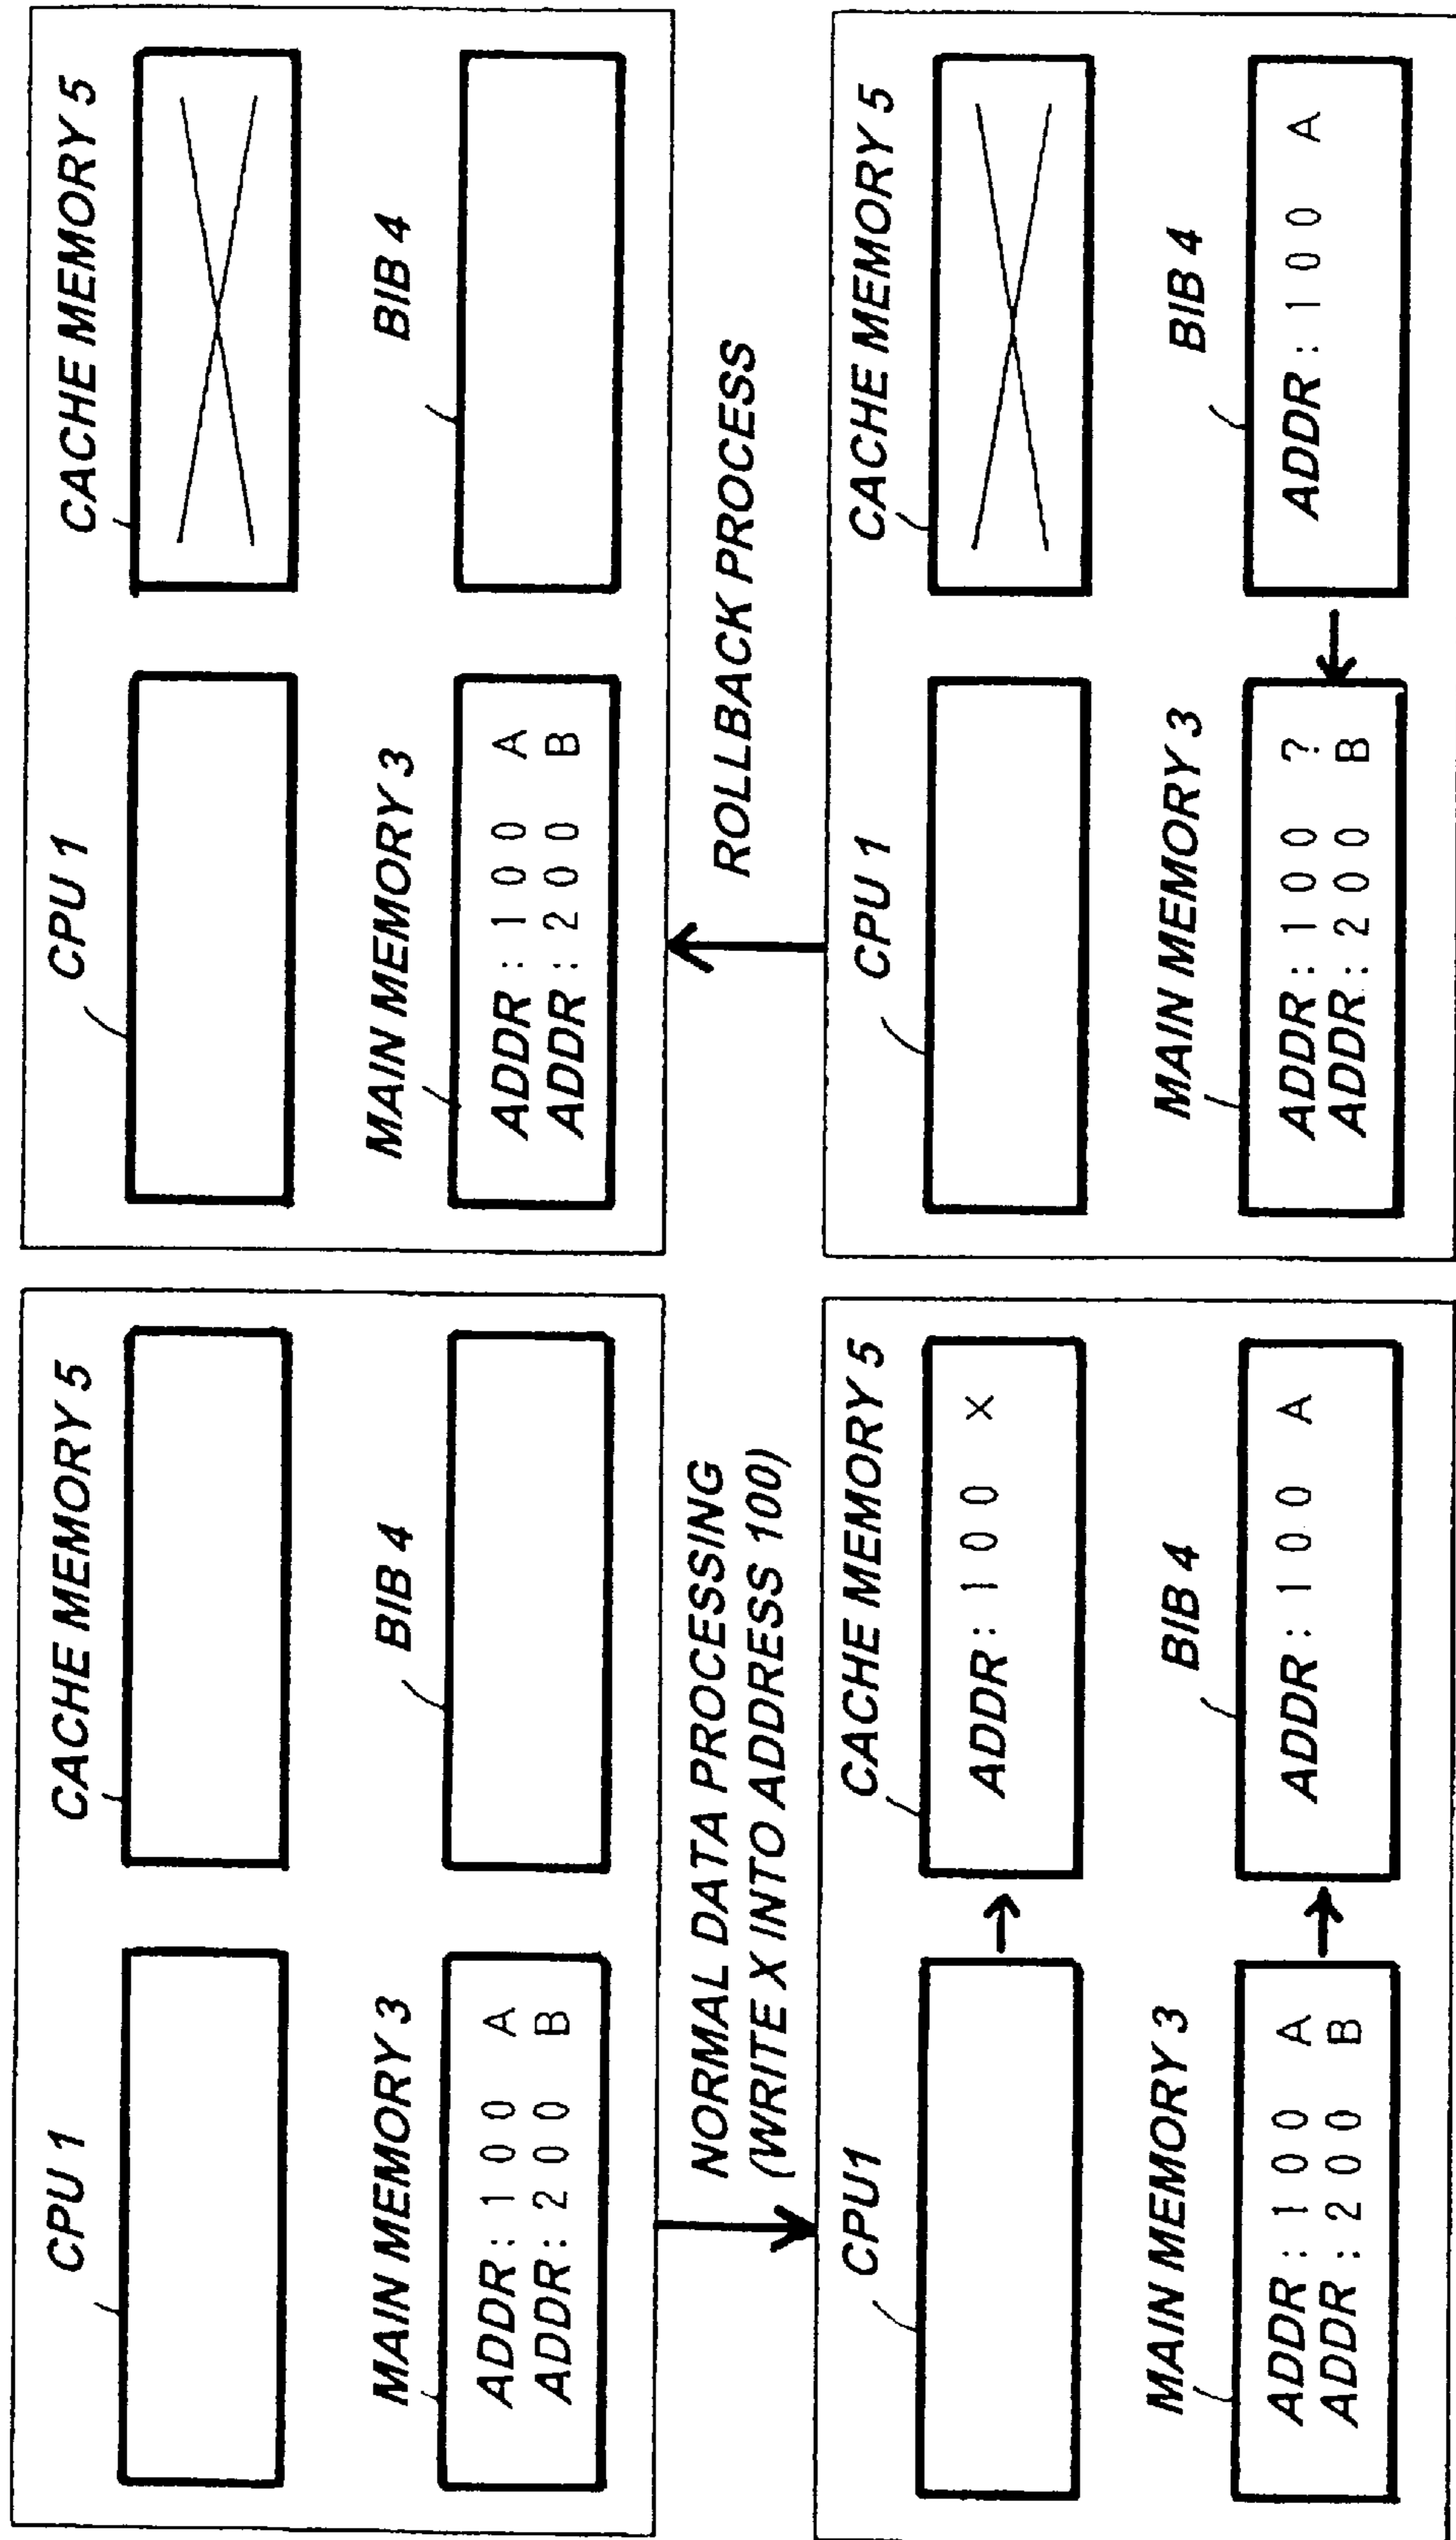 CPU 1
CACHE MEMORY 5
MAIN MEMORY 3
BIB 4
ADDR : 100 A
ADDR : 200 B
NORMAL DATA PROCESSING
(WRITE X INTO ADDRESS 100)
CPU1
CACHE MEMORY 5
ADDR : 100 X
MAIN MEMORY 3
BIB 4
ADDR : 100 A
ADDR : 200 B
ADDR : 100 A
CPU 1
CACHE MEMORY 5
MAIN MEMORY 3
BIB 4
ADDR : 100 A
ADDR : 200 B
ROLLBACK PROCESS
CPU 1
CACHE MEMORY 5
MAIN MEMORY 3
BIB 4
ADDR : 100 ?
ADDR : 200 B
ADDR : 100 A